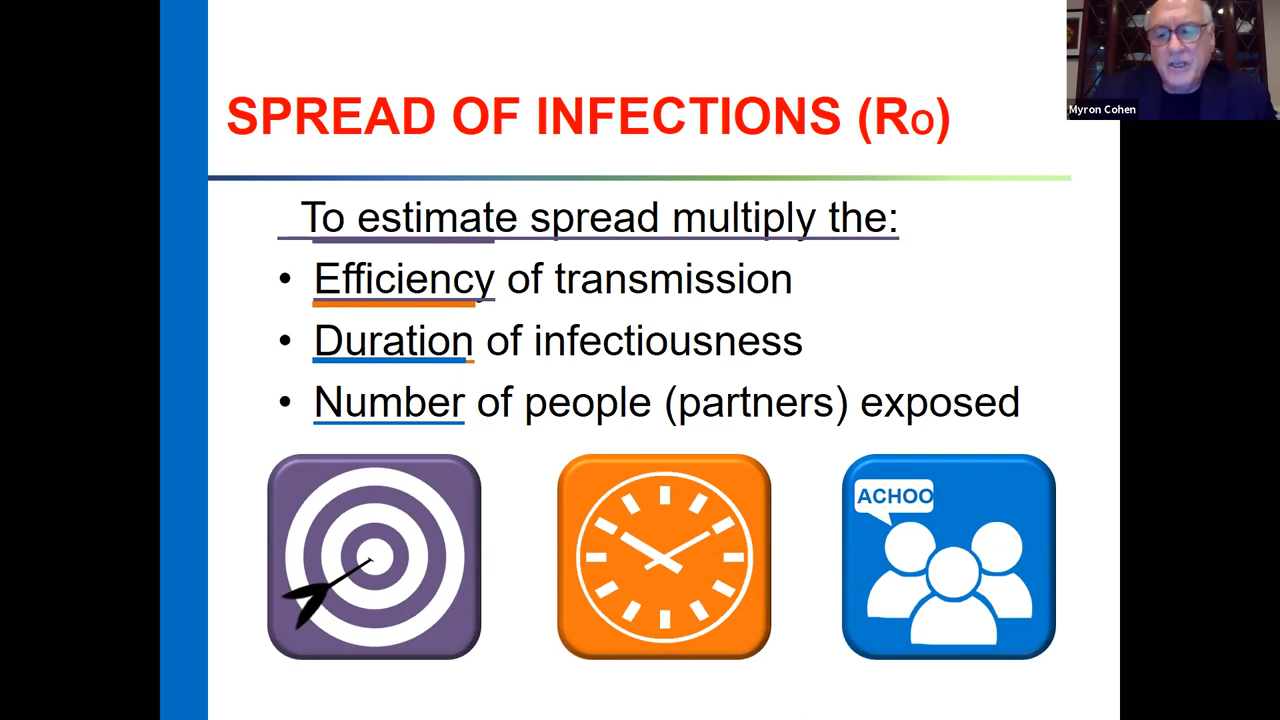 Myron Cohen
SPREAD OF INFECTIONS (Ro)
To estimate spread multiply the:
• Efficiency of transmission
• Duration of infectiousness
• Number of people (partners) exposed
ACHOO